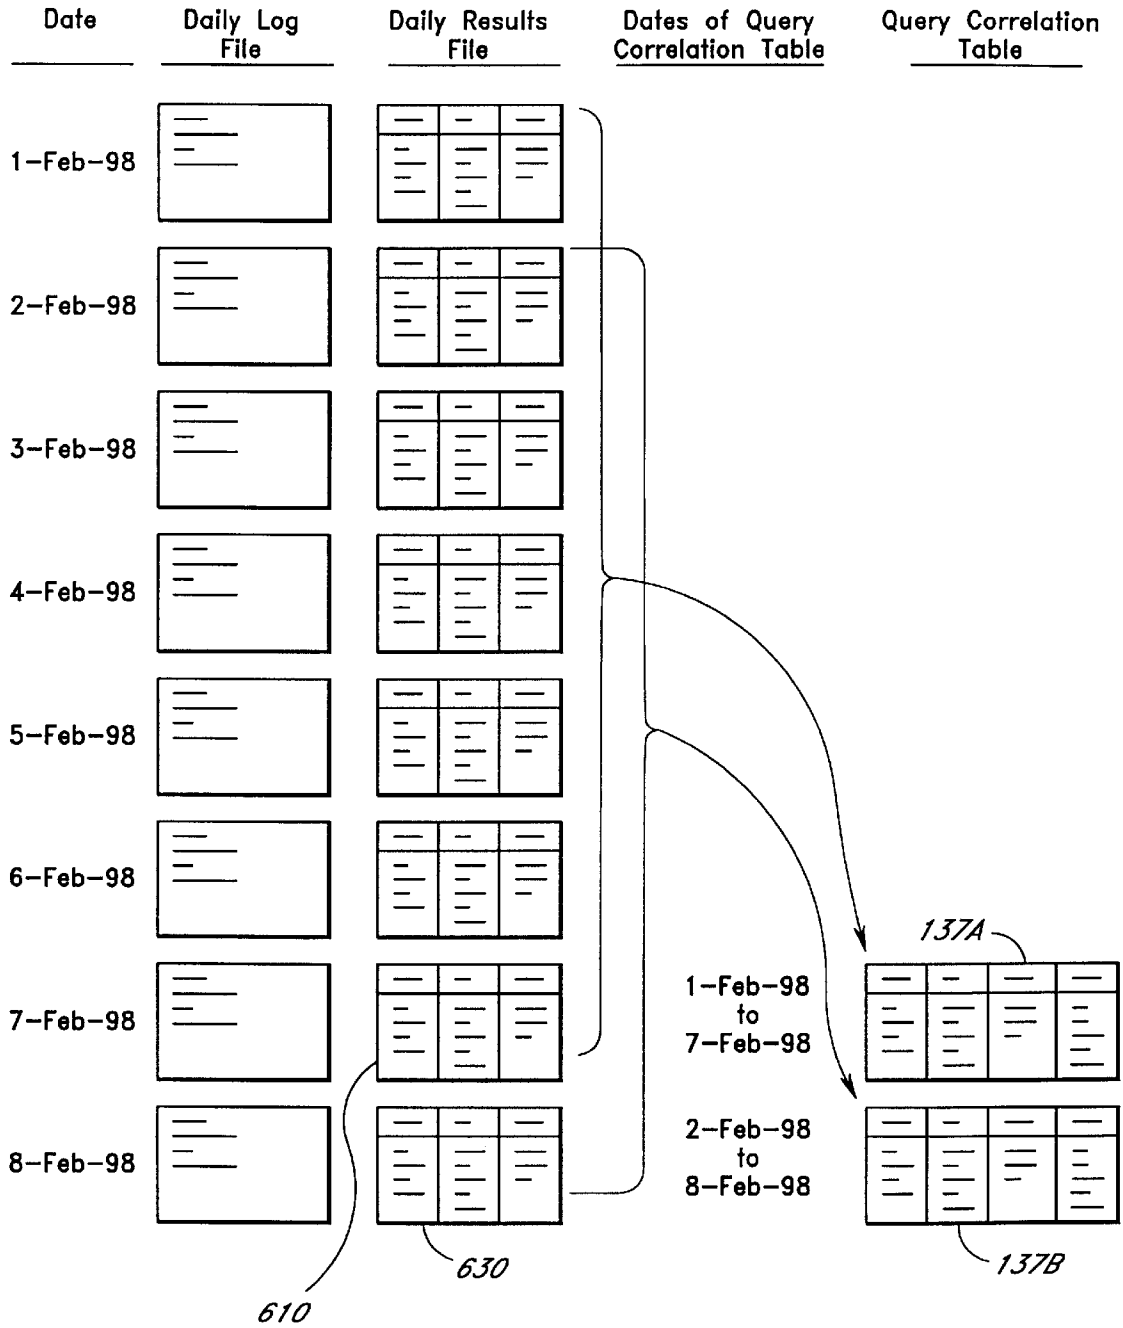 Date
Daily Log
File
Daily Results
File
Dates of Query
Correlation Table
Query Correlation
Table
1-Feb-98
2-Feb-98
3-Feb-98
4-Feb-98
5-Feb-98
6-Feb-98
137A
7-Feb-98
1-Feb-98
to
7-Feb-98
8-Feb-98
2-Feb-98
to
8-Feb-98
630
137B
610